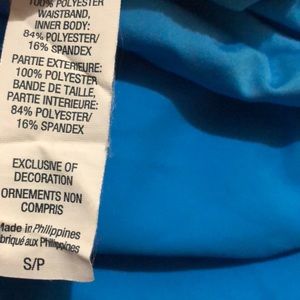 100% POLYESTER
WAISTBAND,
INNER BODY:
84% POLYESTER/
16% SPANDEX
PARTIE EXTERIEURE:
100% POLYESTER
BANDE DE TAILLE,
PARTIE INTERIEURE:
84% POLYESTER/
16% SPANDEX
EXCLUSIVE OF
DECORATION
ORNEMENTS NON
COMPRIS
Made in Philippines
abriqué aux Philippines
S/P